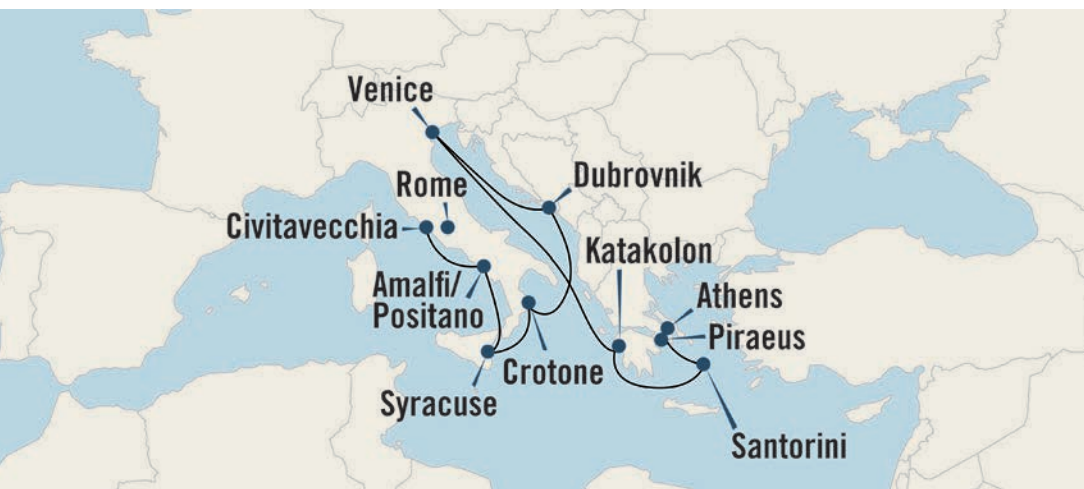 Venice
Dubrovnik
Rome
Civitavecchia
Katakolon
Amalfi/
Positano
Athens
Piraeus
Crotone
Syracuse
Santorini